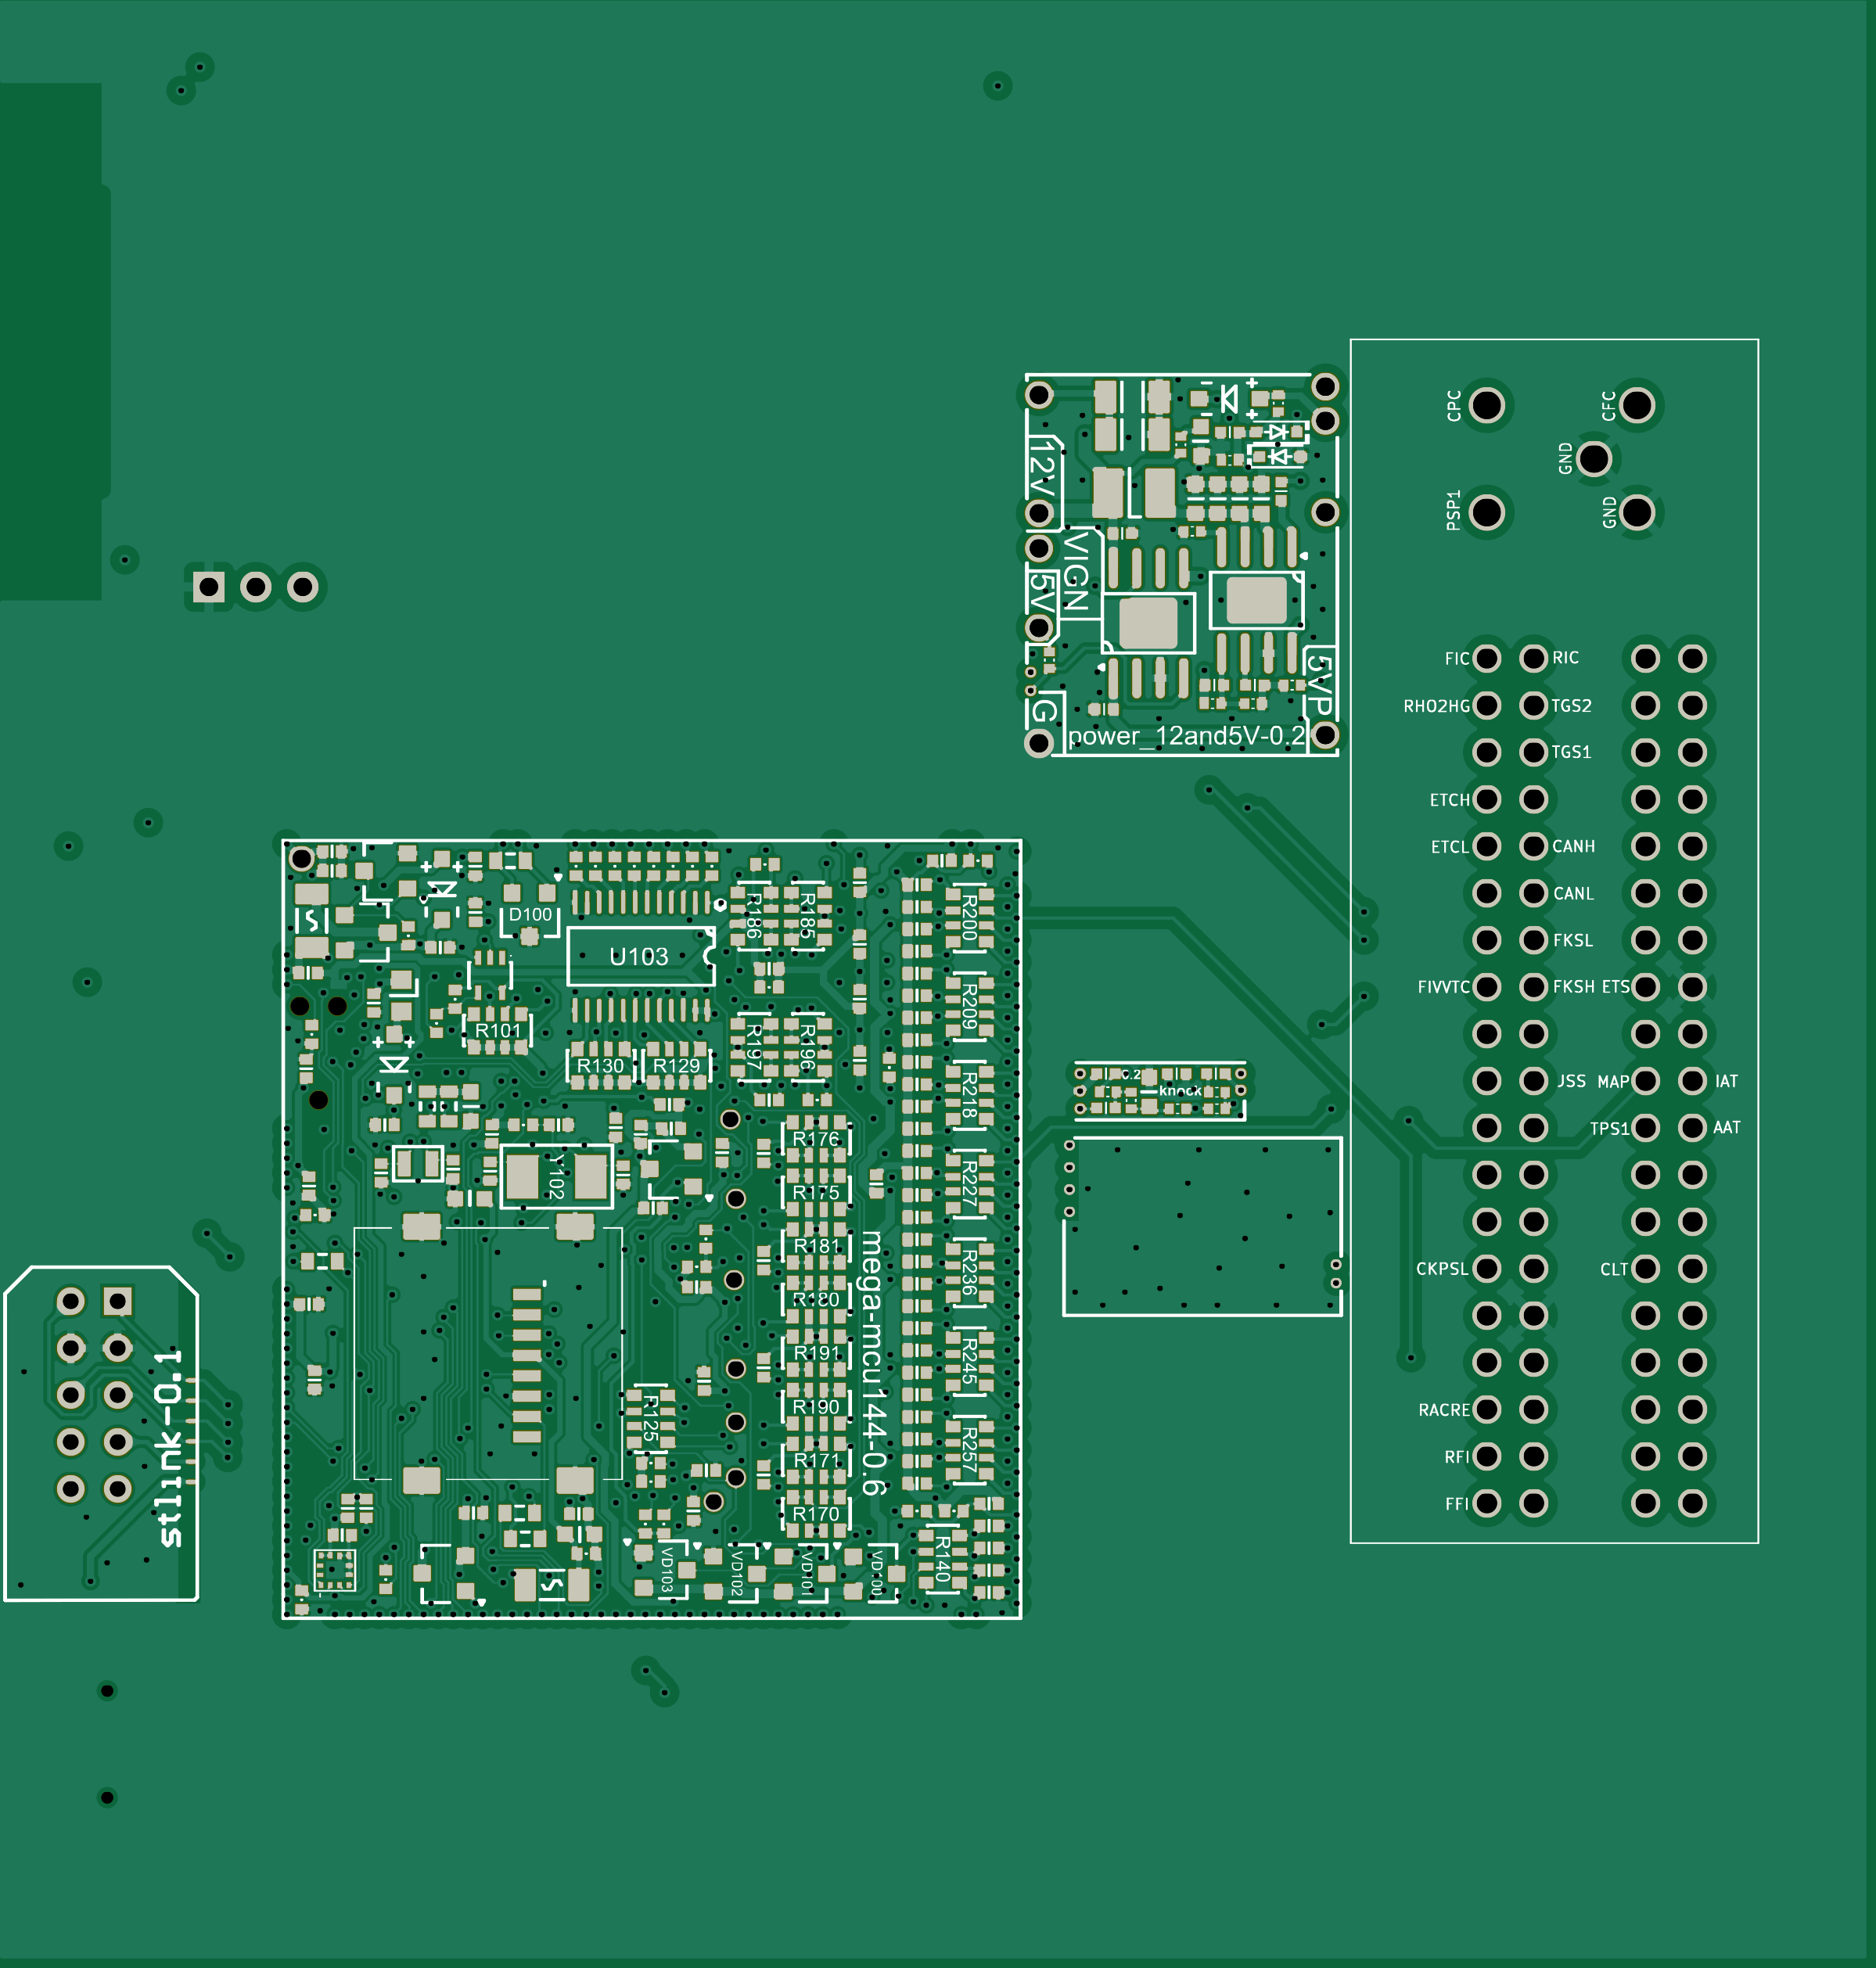 CPC
CFC
GND
PSP1
GND
12V
VIGN
5V
G
5VP
power_12and5V-0.2
FIC
RIC
RHO2HG
TGS2
TGS1
ETCH
ETCL
CANH
CANL
FKSL
FIVVTC
FKSH
ETS
JSS
MAP
IAT
TPS1
AAT
CKPSL
CLT
RACRE
RFI
FFI
D100
U103
R186
R185
R200
R101
R130
R129
R197
R196
R209
R218
0.2
knock
R176
Y102
R175
R227
R181
R180
R236
mega-mcu144-0.6
R191
R245
R125
R190
R171
R257
R170
VD103
VD102
VD101
VD100
R140
stlink-0.1